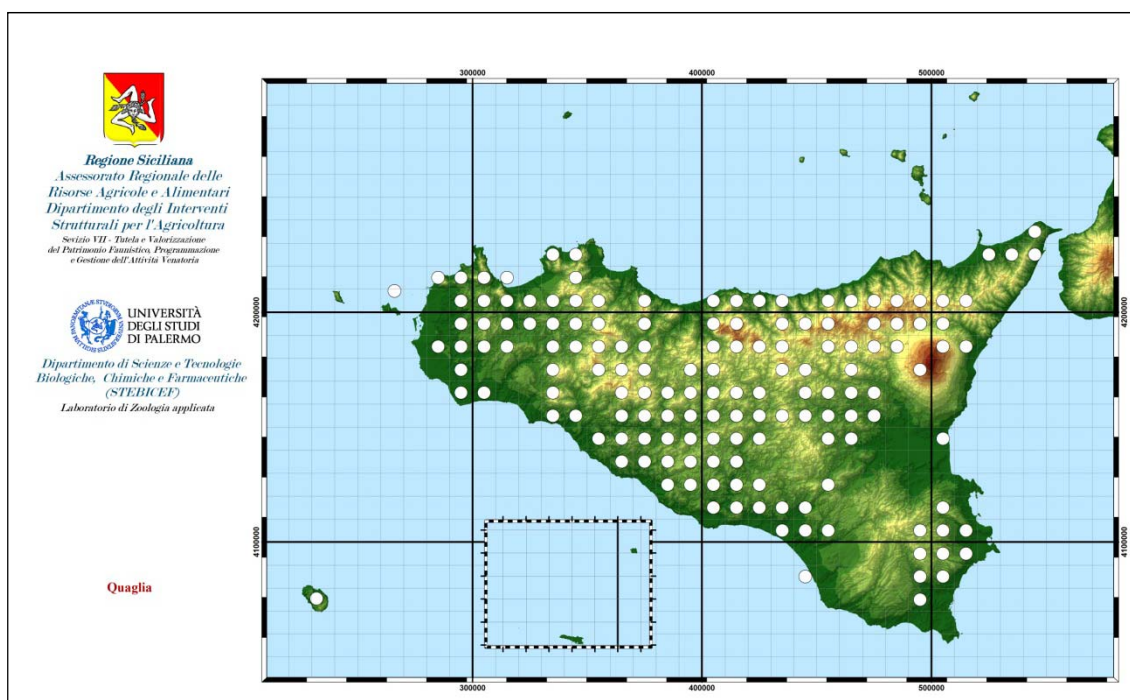 Regione Siciliana
Assessorato Regionale delle
Risorse Agricole e Alimentari
Dipartimento degli Interventi
Strutturali per l'Agricoltura
Sevizio VII - Tutela e Valorizzazione
del Patrimonio Faunistico, Programmazione
e Gestione dell'Attività Venatoria
UNIVERSITÀ
DEGLI STUDI
DI PALERMO
Dipartimento di Scienze e Tecnologie
Biologiche, Chimiche e Farmaceutiche
(STEBICEF)
Laboratorio di Zoologia applicata
Quaglia
300000
400000
500000
4200000
4200000
4100000
4100000
300000
400000
500000